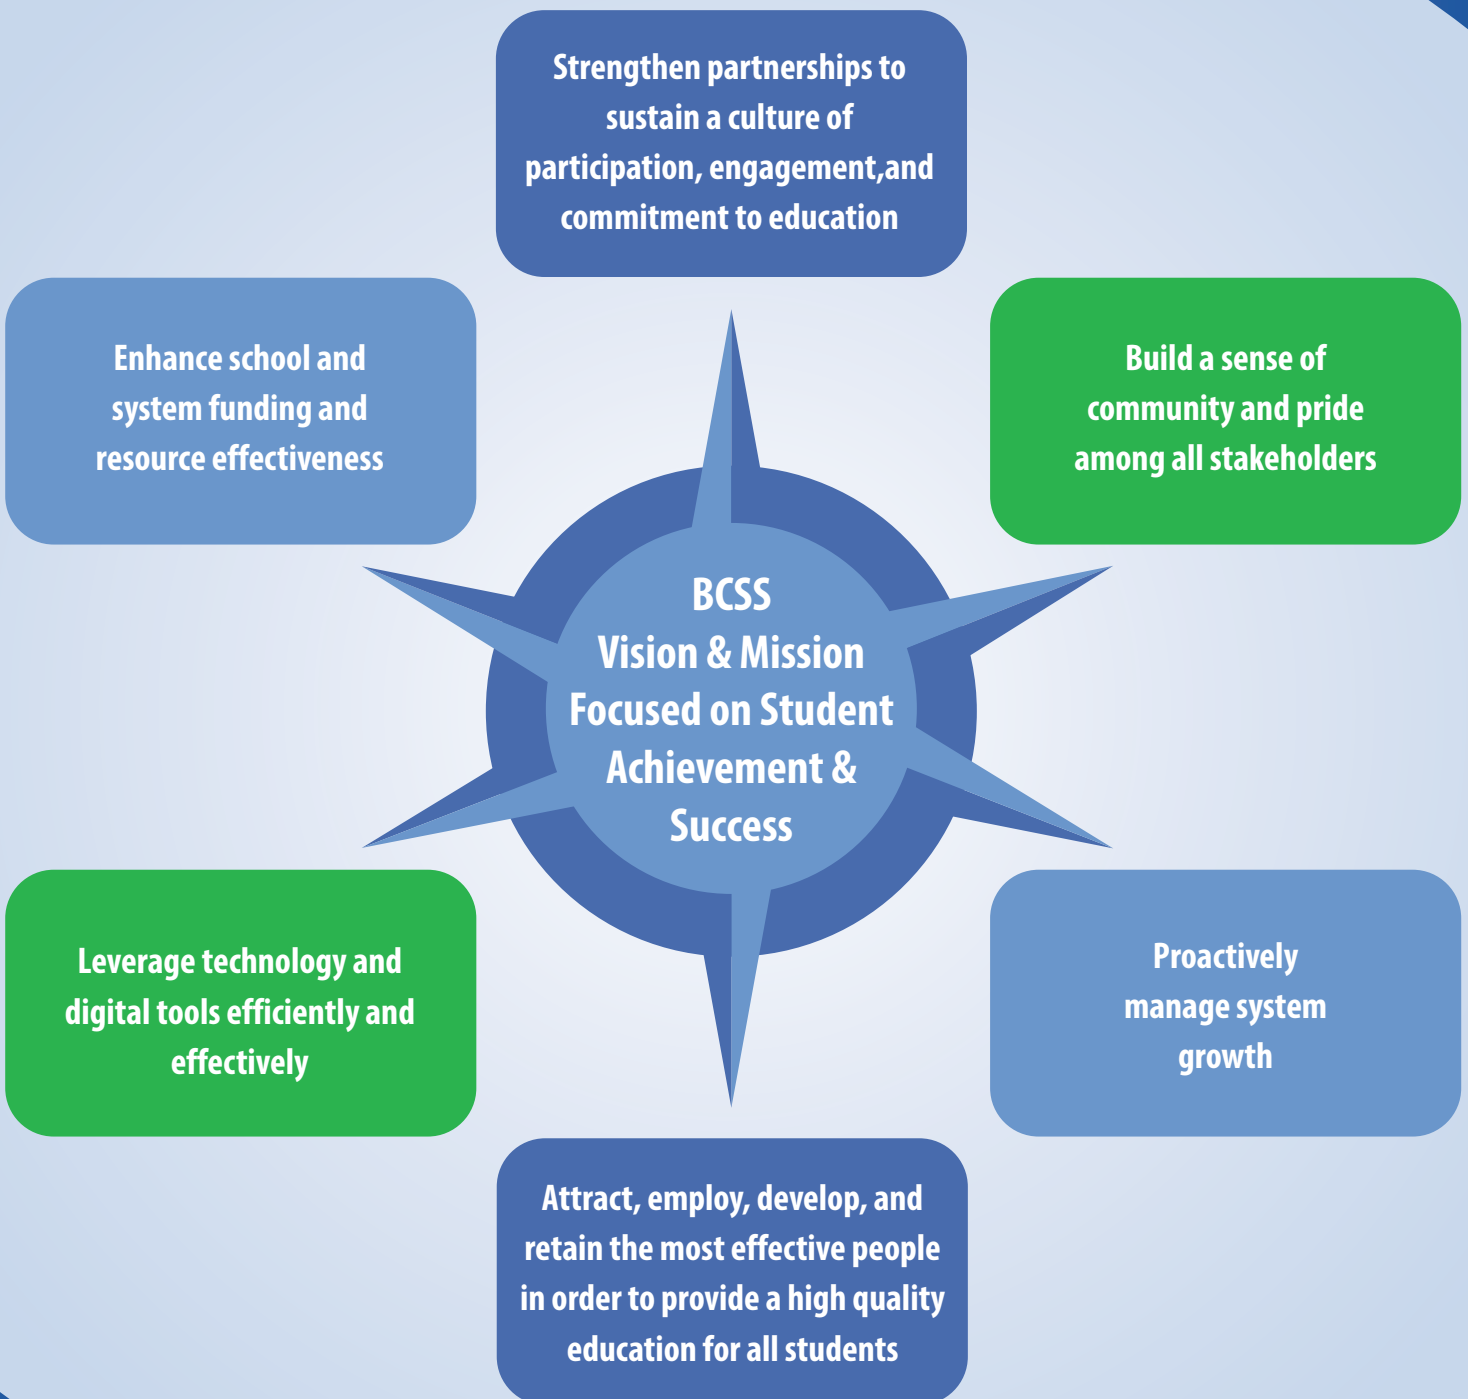 Strengthen partnerships to
sustain a culture of
participation, engagement,and
commitment to education
Enhance school and
system funding and
resource effectiveness
Build a sense of
community and pride
among all stakeholders
BCSS
Vision & Mission
Focused on Student
Achievement &
Success
Leverage technology and
digital tools efficiently and
effectively
Proactively
manage system
growth
Attract, employ, develop, and
retain the most effective people
in order to provide a high quality
education for all students